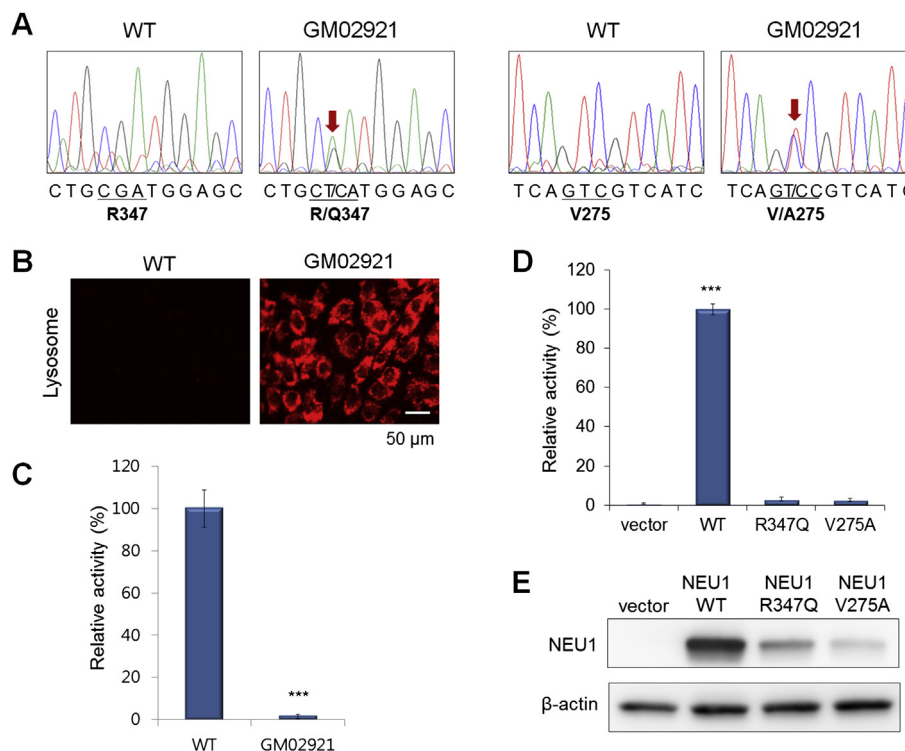 A
WT
GM02921
WT
GM02921
CTGCGATGGAGC
CTGCT/CATGGAGC
TCAGTCGTCATC
TCAGT/CCGTCATC
R347
R/Q347
V275
V/A275
B
WT
GM02921
Lysosome
50 μm
C
Relative activity (%)
120
100
80
60
40
20
0
***
WT
GM02921
D
Relative activity (%)
120
100
80
60
40
20
0
***
vector
WT
R347Q
V275A
E
vector
NEU1
WT
NEU1
R347Q
NEU1
V275A
NEU1
β-actin